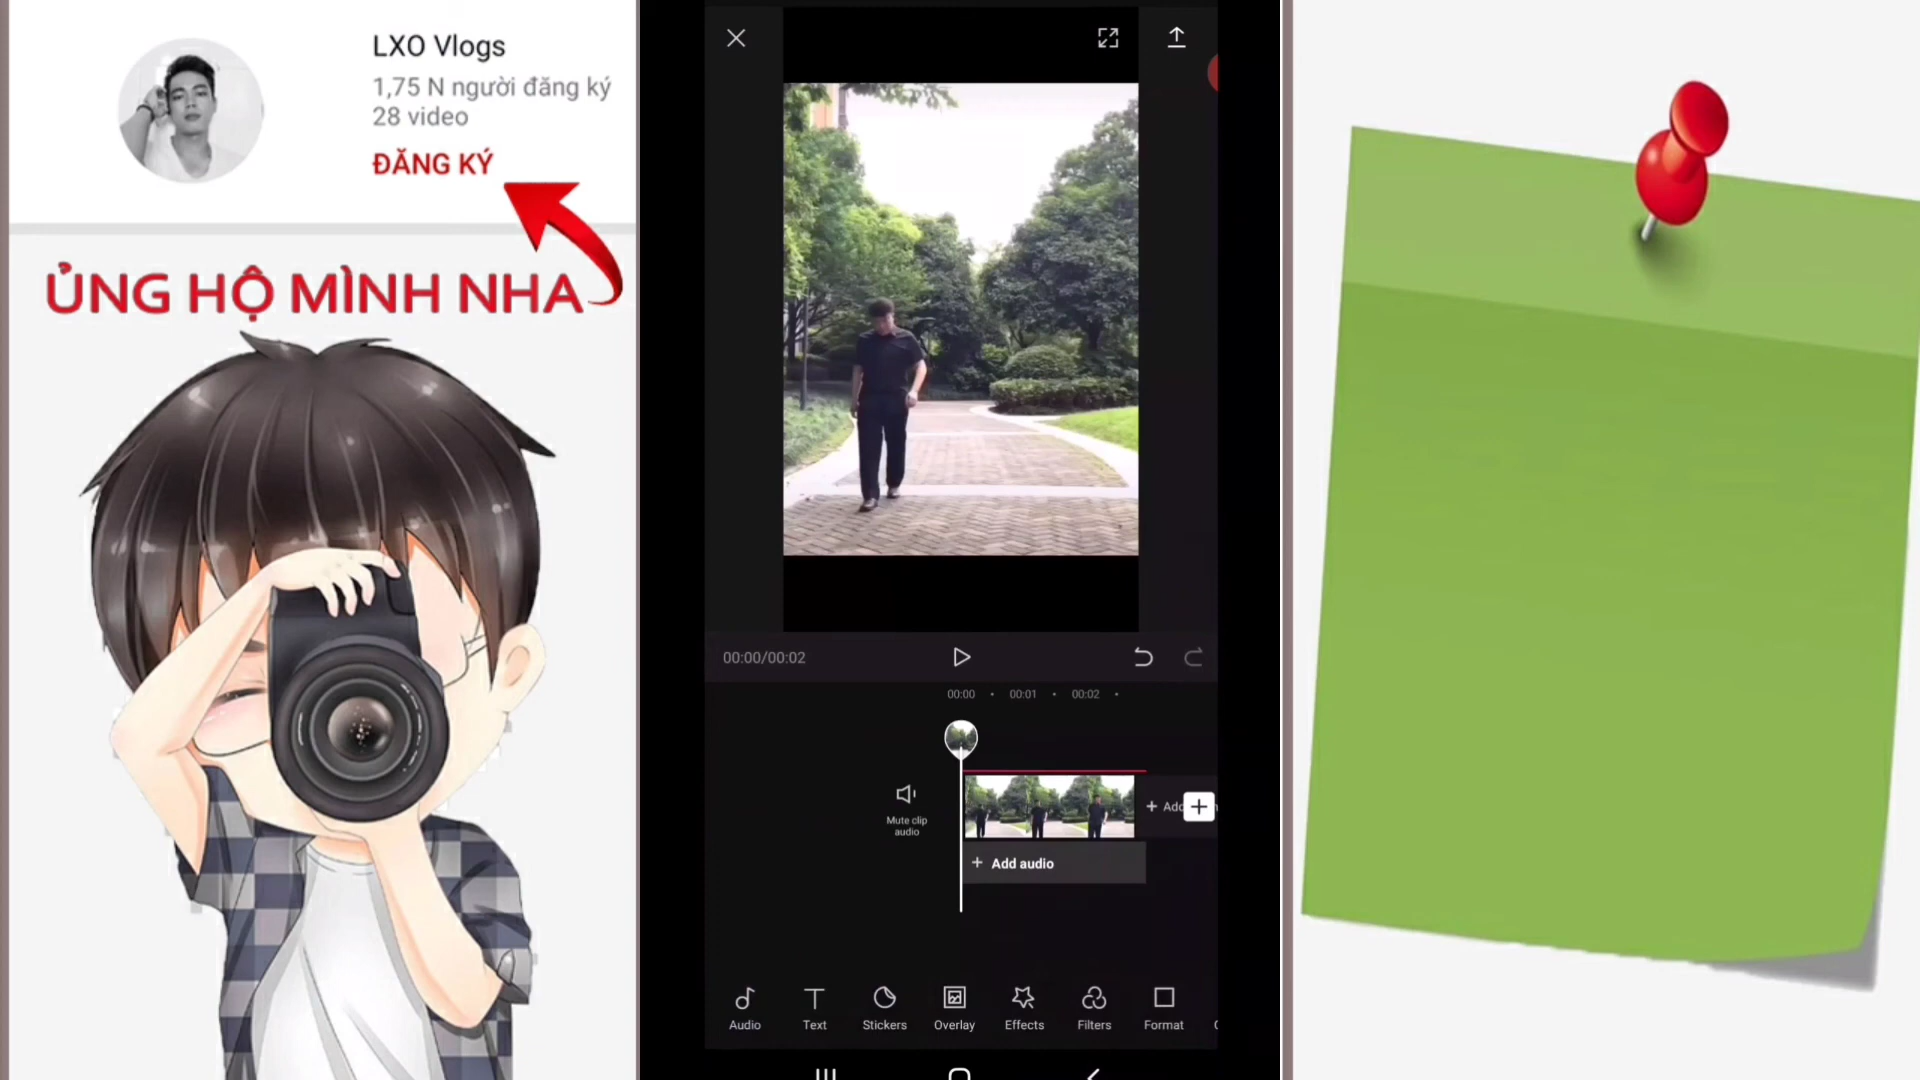 LXO Vlogs
1,75 N người đăng ký
28 video
ĐĂNG KÝ
ỦNG HỘ MÌNH NHA
00:00/00:02
00:00 • 00:01 • 00:02 •
Mute clip
audio
+ Add
+ Add audio
Audio
Text
Stickers
Overlay
Effects
Filters
Format